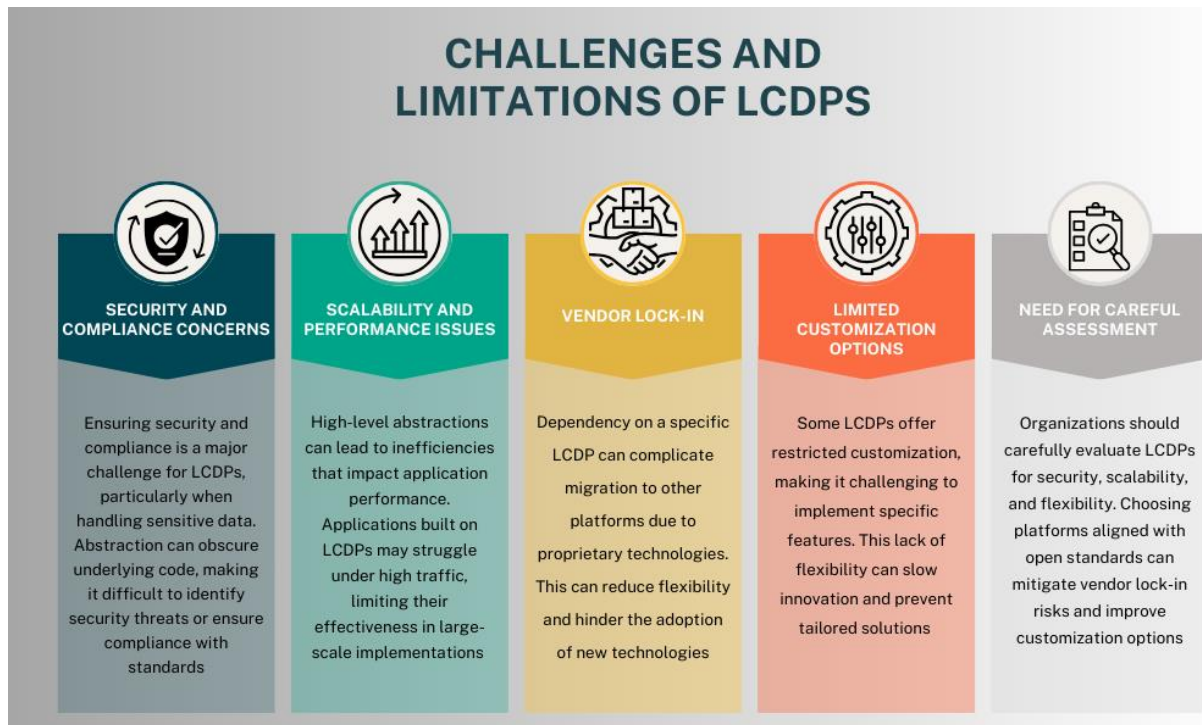 CHALLENGES AND
LIMITATIONS OF LCDPS
SECURITY AND
COMPLIANCE CONCERNS
Ensuring security and
compliance is a major
challenge for LCDPs,
particularly when
handling sensitive data.
Abstraction can obscure
underlying code, making
it difficult to identify
security threats or ensure
compliance with
standards
SCALABILITY AND
PERFORMANCE ISSUES
High-level abstractions
can lead to inefficiencies
that impact application
performance.
Applications built on
LCDPs may struggle
under high traffic,
limiting their
effectiveness in large-
scale implementations
VENDOR LOCK-IN
Dependency on a specific
LCDP can complicate
migration to other
platforms due to
proprietary technologies.
This can reduce flexibility
and hinder the adoption
of new technologies
LIMITED
CUSTOMIZATION
OPTIONS
Some LCDPs offer
restricted customization,
making it challenging to
implement specific
features. This lack of
flexibility can slow
innovation and prevent
tailored solutions
NEED FOR CAREFUL
ASSESSMENT
Organizations should
carefully evaluate LCDPs
for security, scalability,
and flexibility. Choosing
platforms aligned with
open standards can
mitigate vendor lock-in
risks and improve
customization options